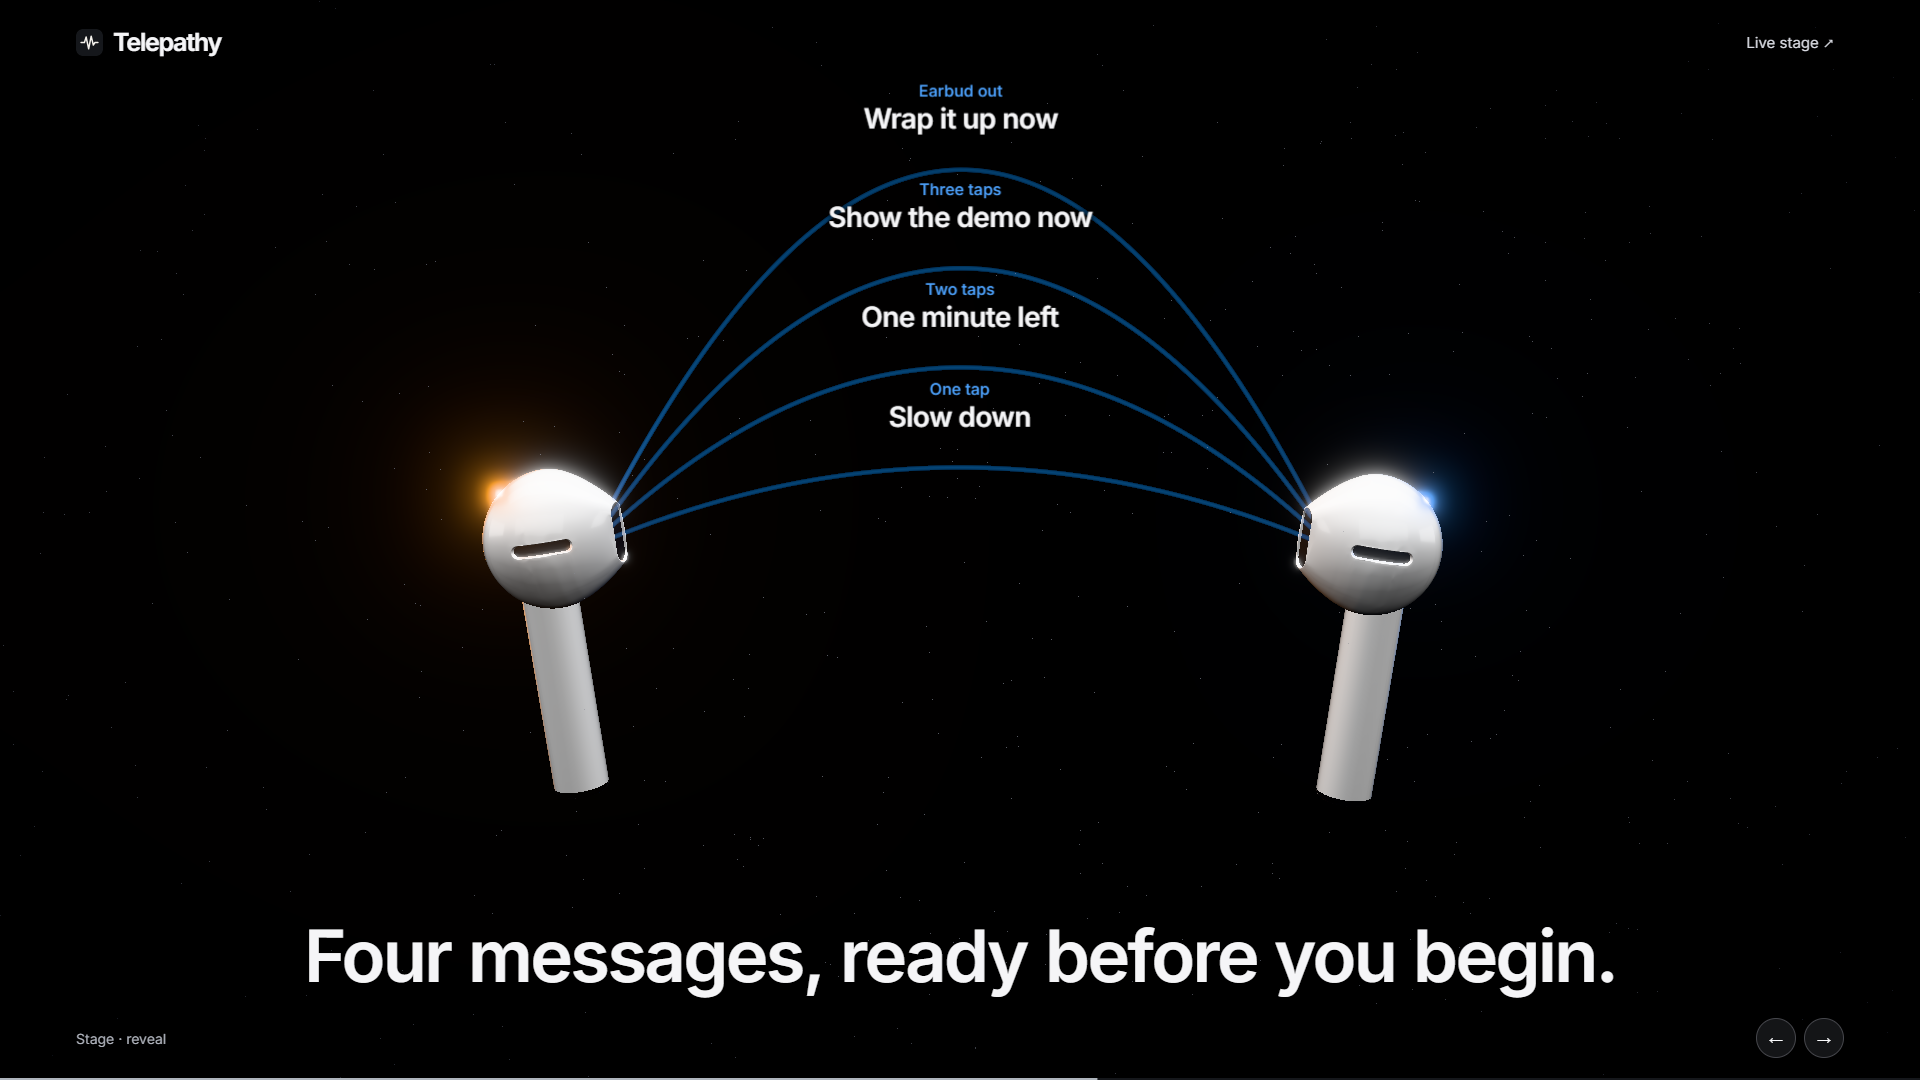 Telepathy
Live stage ↗
Earbud out
Wrap it up now
Three taps
Show the demo now
Two taps
One minute left
One tap
Slow down
Four messages, ready before you begin.
Stage · reveal
← →